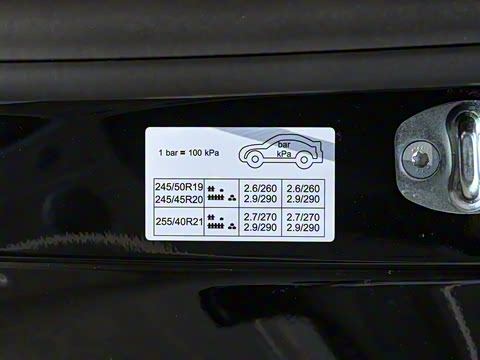 1 bar = 100 kPa
bar
kPa
245/50R19 2.6/260 2.6/260
245/45R20 2.9/290 2.9/290
255/40R21 2.7/270 2.7/270
2.9/290 2.9/290